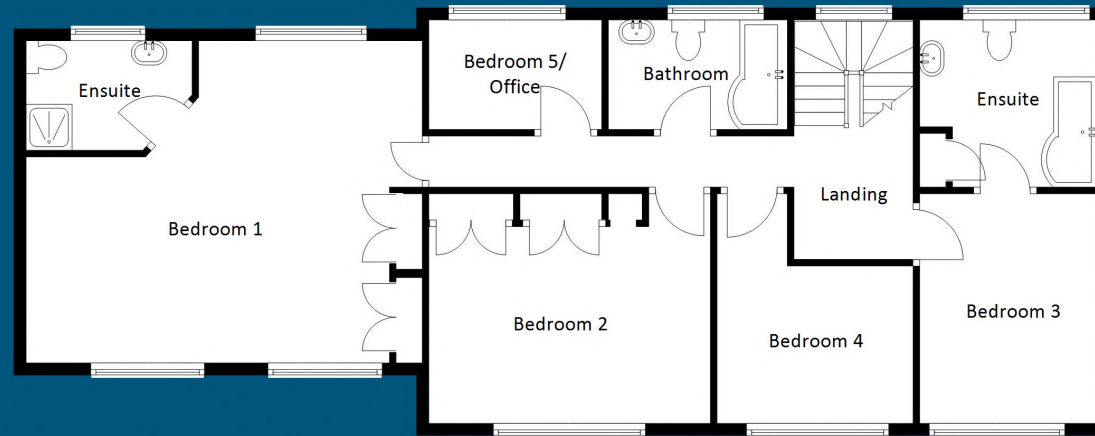 Ensuite
Bedroom 1
Bedroom 5/
Office
Bathroom
Ensuite
Landing
Bedroom 2
Bedroom 4
Bedroom 3